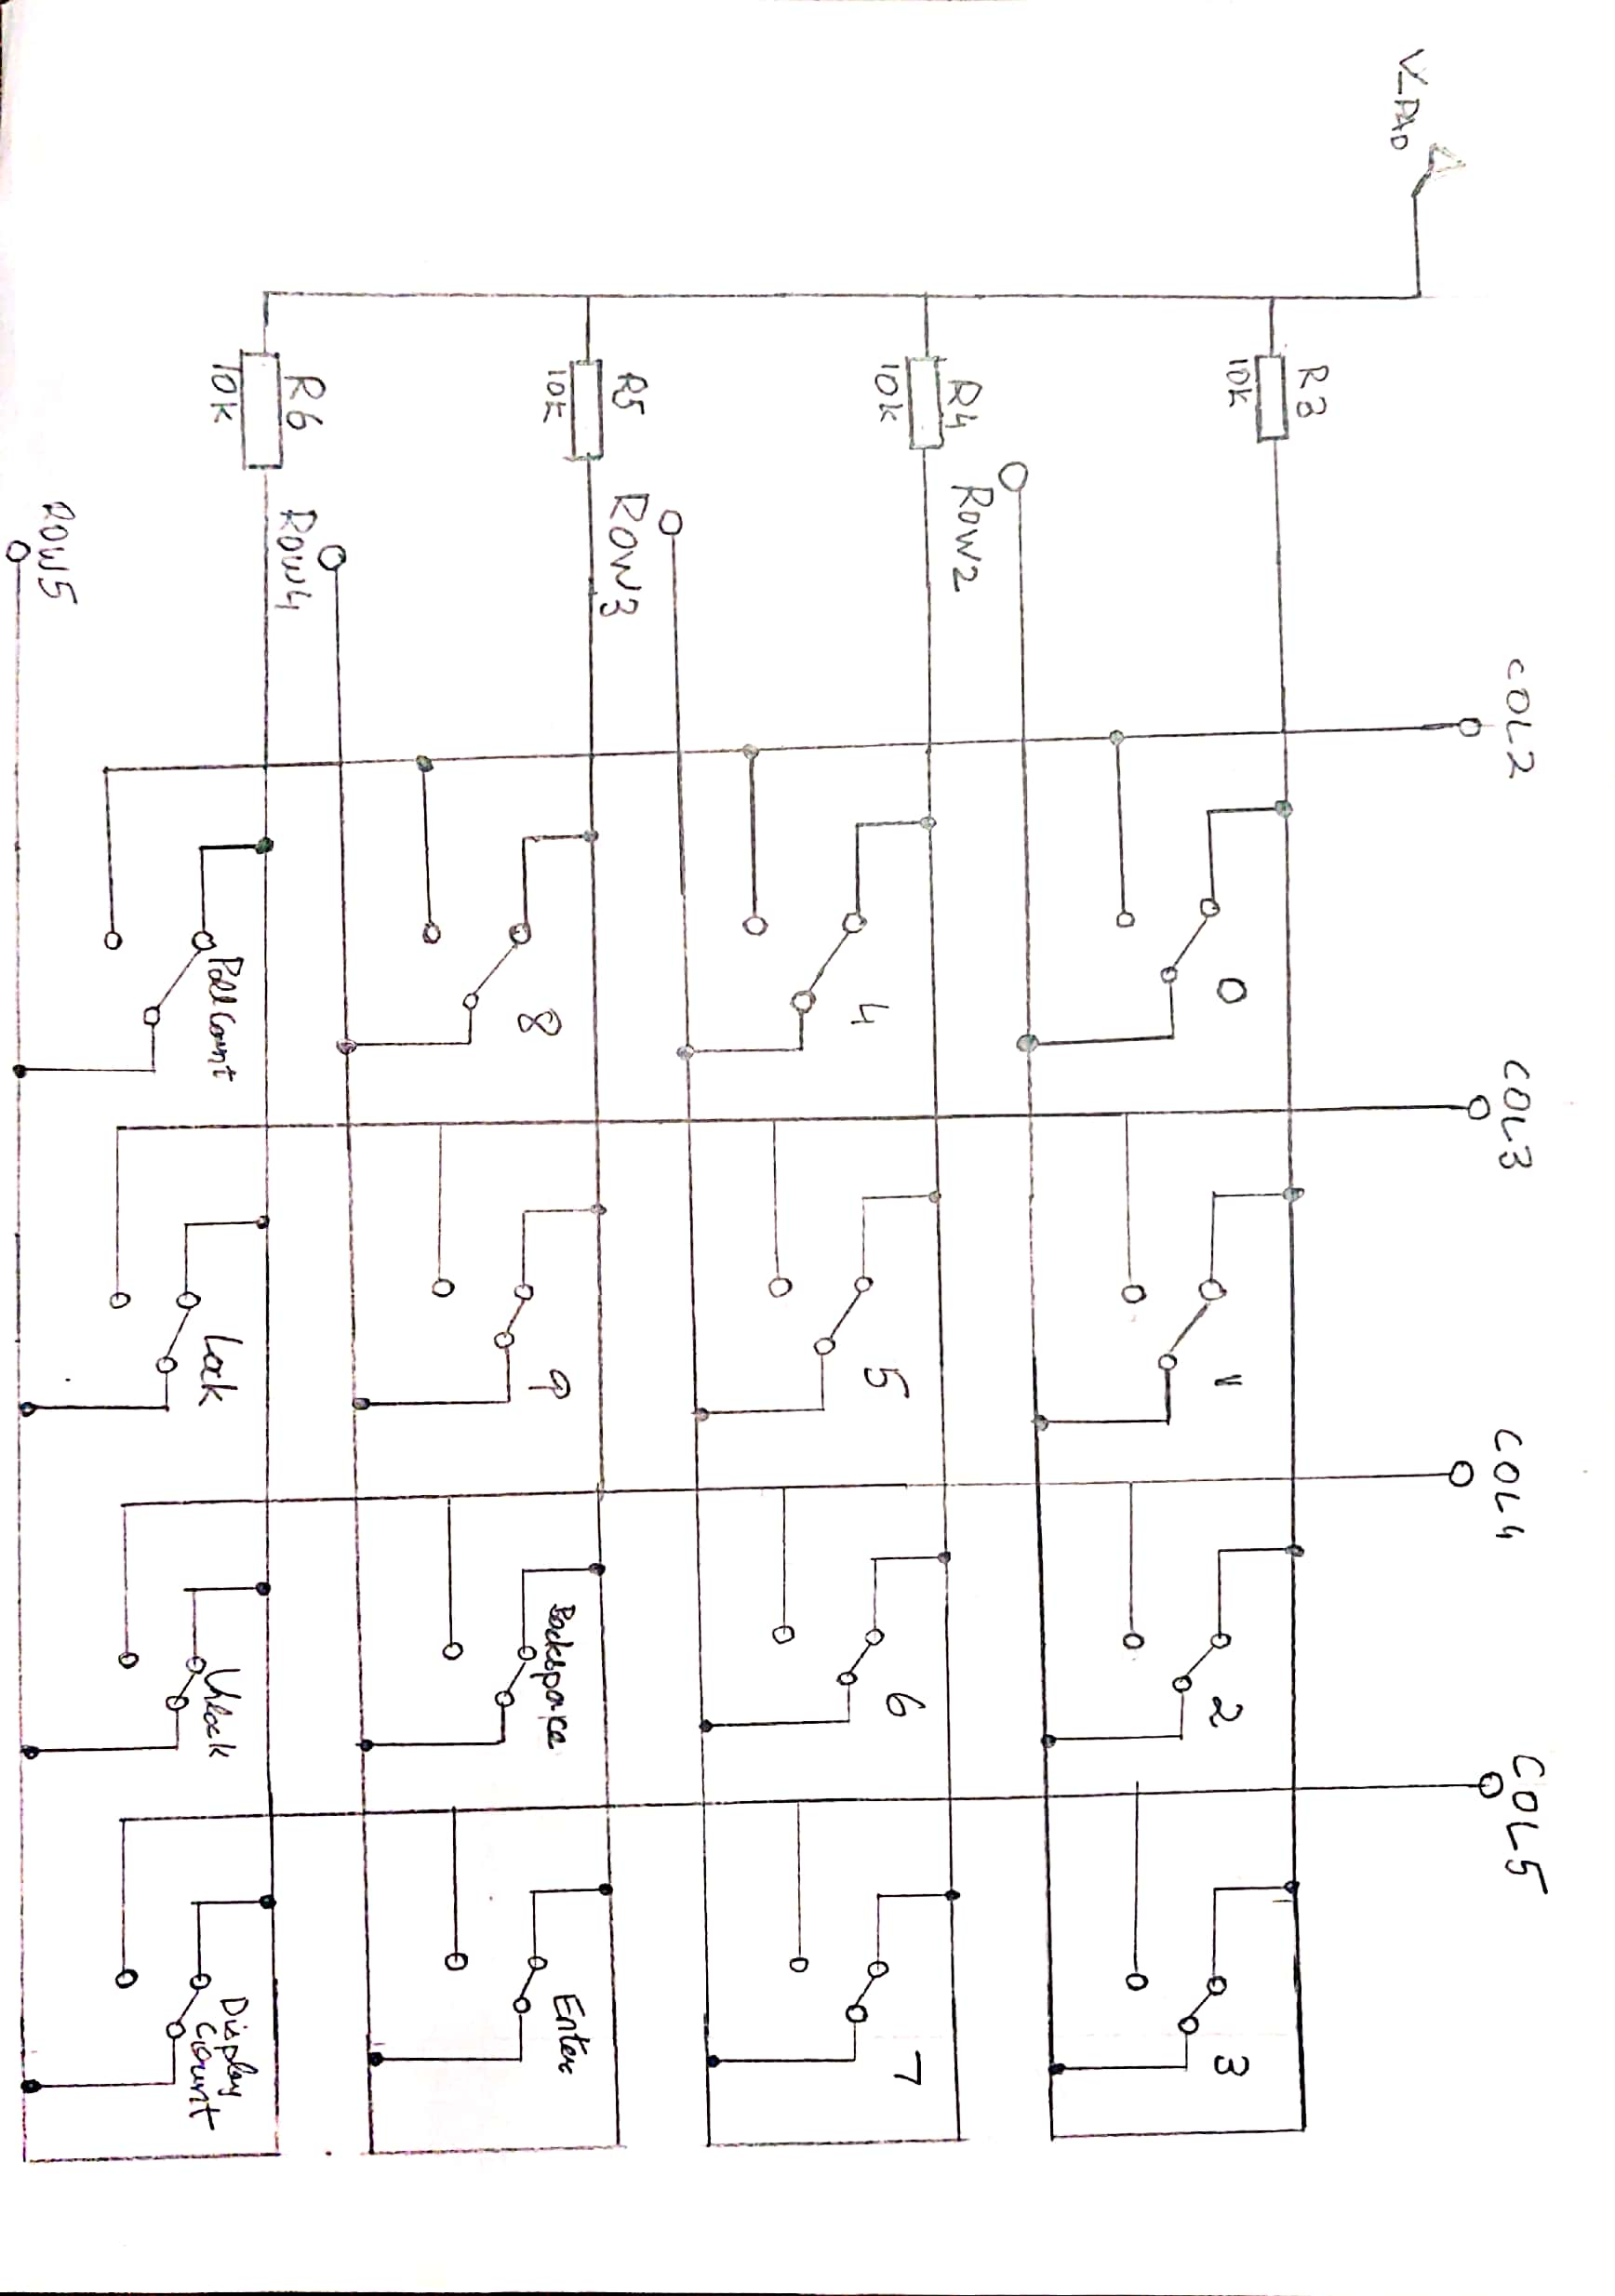 V_PAD
COL2
COL3
COL4
COL5
R3
10K
0
1
2
3
ROW2
R4
10K
4
5
6
7
ROW3
R5
10K
8
9
Backspace
Enter
ROW4
R6
10K
Poll Count
Lock
Unlock
Display
Count
ROW5